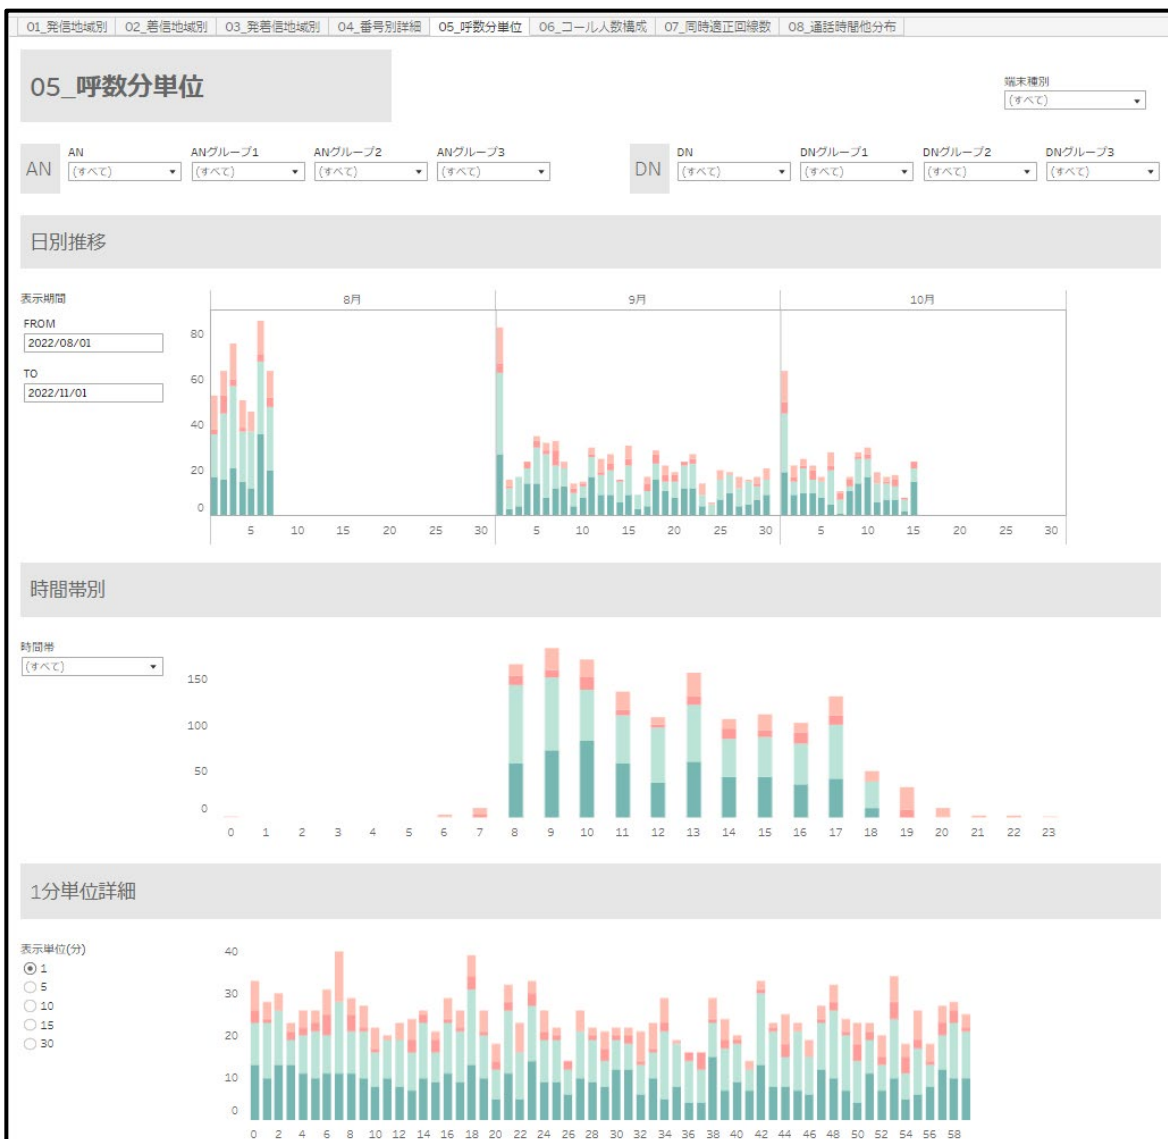 01_発信地域別 02_着信地域別 03_発着信地域別 04_番号別詳細 05_呼数分単位 06_コール人数構成 07_同時適正回線数 08_通話時間他分布
05_呼数分単位
端末種別
(すべて)
AN
AN ANグループ1 ANグループ2 ANグループ3
(すべて) (すべて) (すべて) (すべて)
DN
DN DNグループ1 DNグループ2 DNグループ3
(すべて) (すべて) (すべて) (すべて)
日別推移
表示期間
FROM
2022/08/01
TO
2022/11/01
8月 9月 10月
80
60
40
20
0
5 10 15 20 25 30 5 10 15 20 25 30 5 10 15 20 25 30
時間帯別
時間帯
(すべて)
150
100
50
0
0 1 2 3 4 5 6 7 8 9 10 11 12 13 14 15 16 17 18 19 20 21 22 23
1分単位詳細
表示単位(分)
1
5
10
15
30
40
30
20
10
0
0 2 4 6 8 10 12 14 16 18 20 22 24 26 28 30 32 34 36 38 40 42 44 46 48 50 52 54 56 58